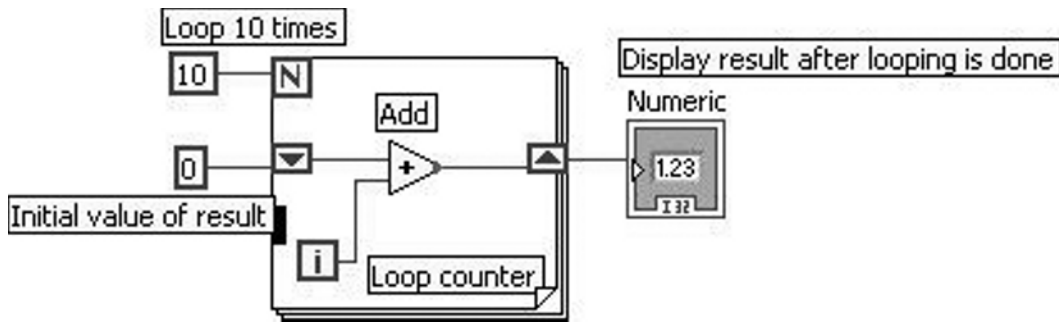 Loop 10 times
10
N
Display result after looping is done
Numeric
Add
+
0
1.23
I32
Initial value of result
i
Loop counter